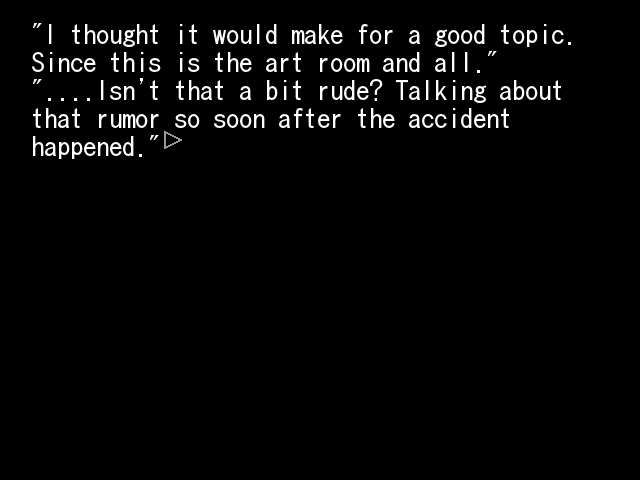 "I thought it would make for a good topic.
Since this is the art room and all."
"....Isn't that a bit rude? Talking about
that rumor so soon after the accident
happened."